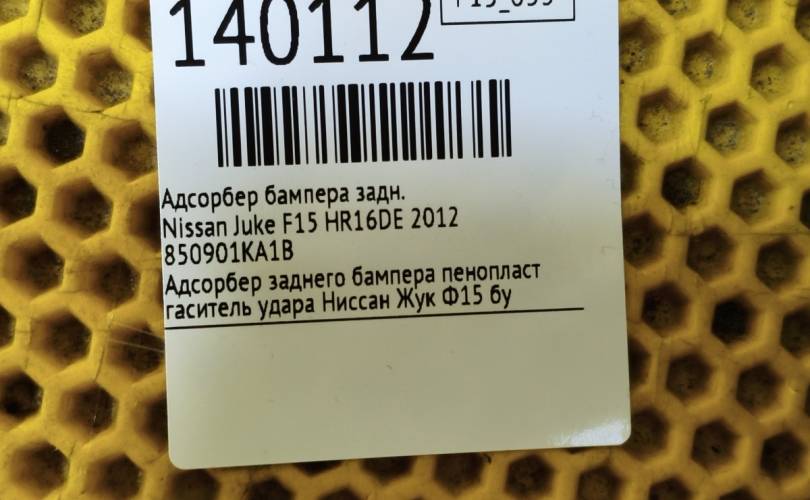 140112
Адсорбер бампера задн.
Nissan Juke F15 HR16DE 2012
850901KA1B
Адсорбер заднего бампера пенопласт
гаситель удара Ниссан Жук Ф15 бу